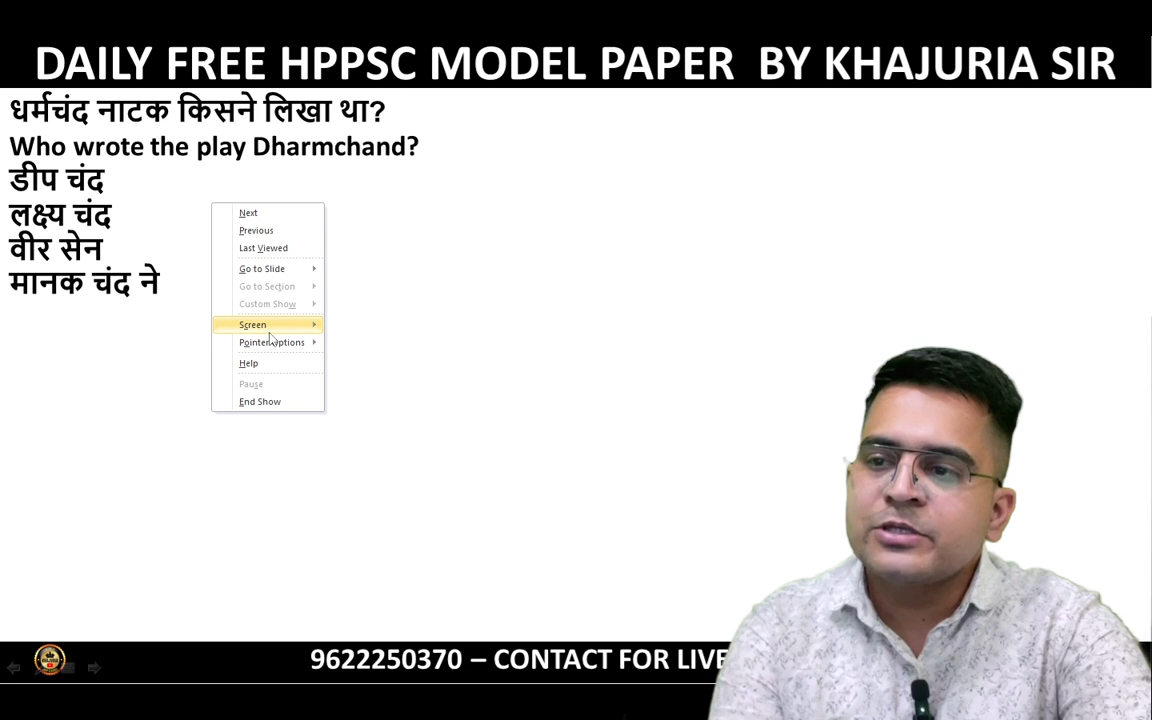 DAILY FREE HPPSC MODEL PAPER BY KHAJURIA SIR
धर्मचंद नाटक किसने लिखा था?
Who wrote the play Dharmchand?
डीप चंद
लक्ष्य चंद
वीर सेन
मानक चंद ने
Next
Previous
Last Viewed
Go to Slide
Go to Section
Custom Show
Screen
Pointer Options
Help
Pause
End Show
9622250370 – CONTACT FOR LIVE